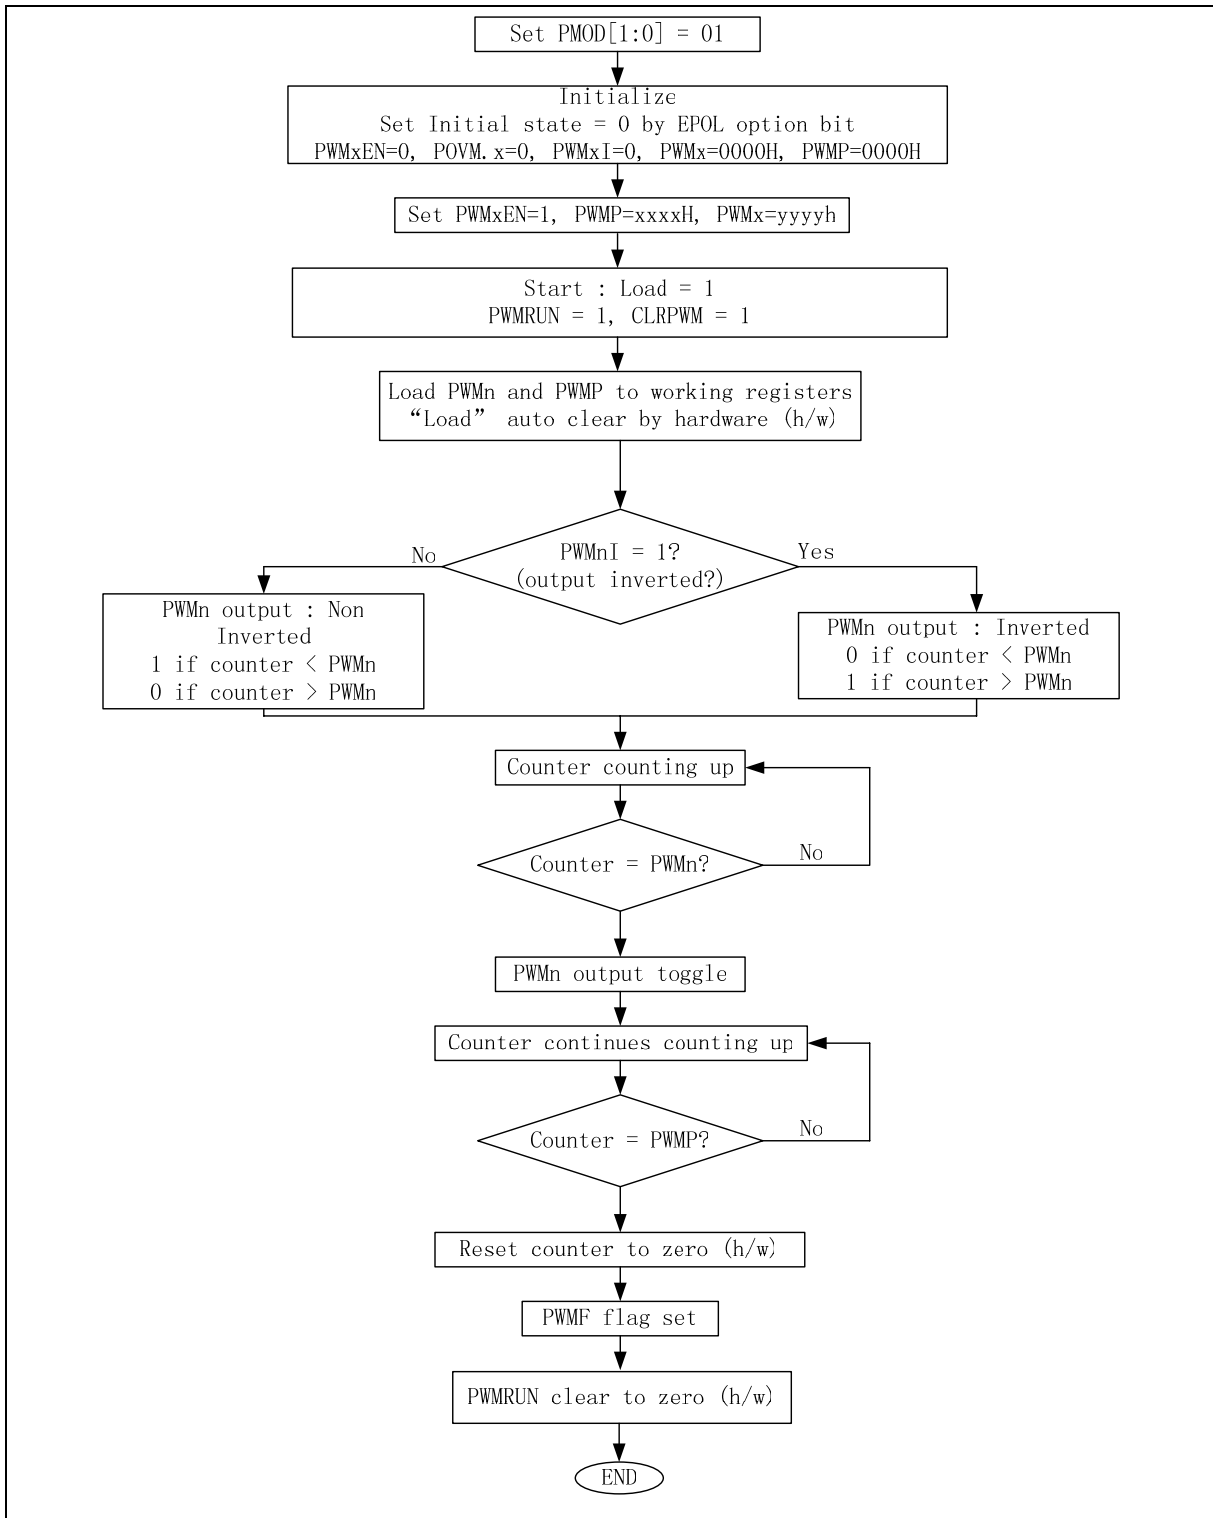 Set PMOD[1:0] = 01
Initialize
Set Initial state = 0 by EPOL option bit
PWMxEN=0, POVM.x=0, PWMxI=0, PWMx=0000H, PWMP=0000H
Set PWMxEN=1, PWMP=xxxxH, PWMx=yyyyh
Start : Load = 1
PWMRUN = 1, CLRPWM = 1
Load PWMn and PWMP to working registers
“Load” auto clear by hardware (h/w)
PWMnI = 1?
(output inverted?)
No
Yes
PWMn output : Non
Inverted
1 if counter < PWMn
0 if counter > PWMn
PWMn output : Inverted
0 if counter < PWMn
1 if counter > PWMn
Counter counting up
Counter = PWMn?
No
PWMn output toggle
Counter continues counting up
Counter = PWMP?
No
Reset counter to zero (h/w)
PWMF flag set
PWMRUN clear to zero (h/w)
END